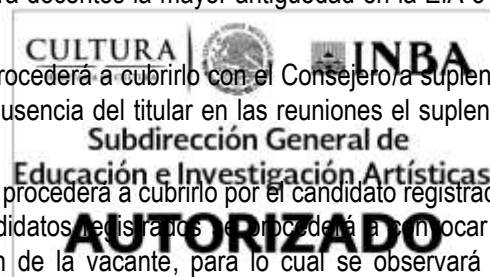 ra docentes la mayor antigüedad en la EIA o
CULTURA INBA
procederá a cubrirlo con el Consejero/a suplen
usencia del titular en las reuniones el suplen
Subdirección General de
Educación e Investigación Artísticas
procederá a cubrirlo por el candidato registrad
didatos registrados se procederá a convocar
AUTORIZADO
n de la vacante, para lo cual se observará